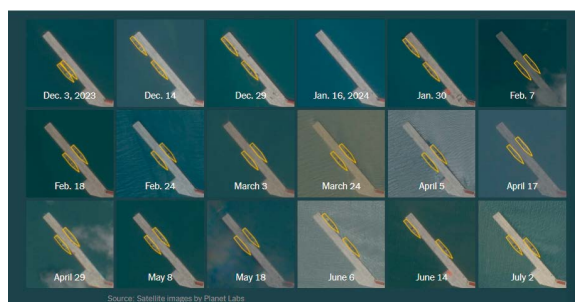 Dec. 3, 2023
Dec. 14
Dec. 29
Jan. 16, 2024
Jan. 30
Feb. 7
Feb. 18
Feb. 24
March 3
March 24
April 5
April 17
April 29
May 8
May 18
June 6
June 14
July 2
Source: Satellite images by Planet Labs